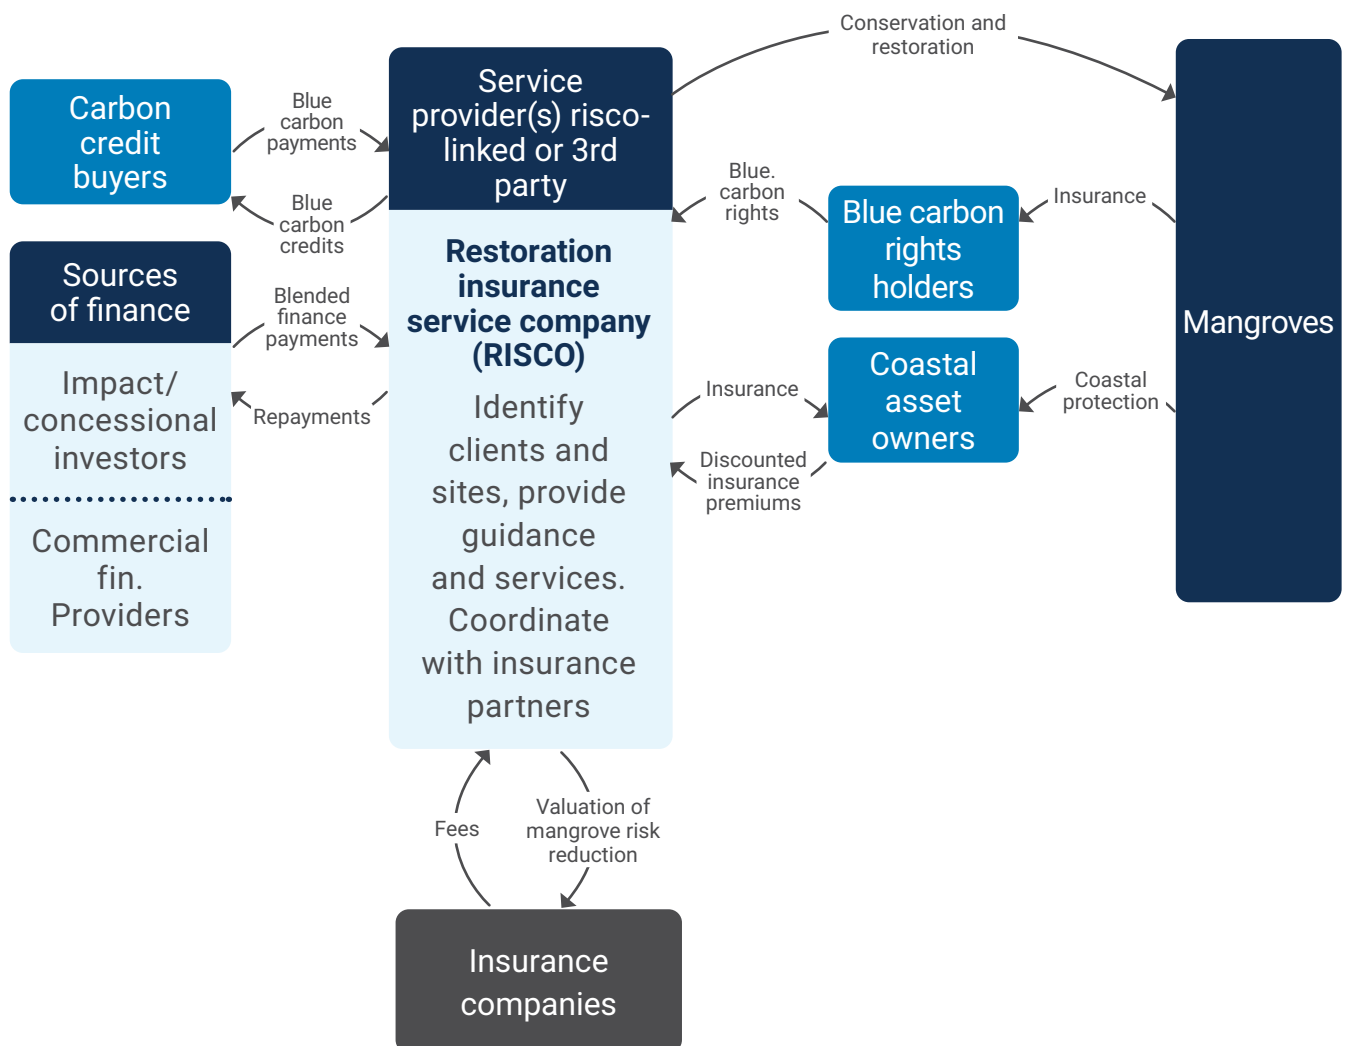 Conservation and
restoration
Carbon
credit
buyers
Blue
carbon
payments
Blue
carbon
credits
Service
provider(s) risco-
linked or 3rd
party
Sources
of finance
Impact/
concessional
investors
Commercial
fin.
Providers
Blended
finance
payments
Repayments
Restoration
insurance
service company
(RISCO)
Identify
clients and
sites, provide
guidance
and services.
Coordinate
with insurance
partners
Blue.
carbon
rights
Blue carbon
rights
holders
Insurance
Insurance
Discounted
insurance
premiums
Coastal
asset
owners
Coastal
protection
Mangroves
Fees
Valuation of
mangrove risk
reduction
Insurance
companies